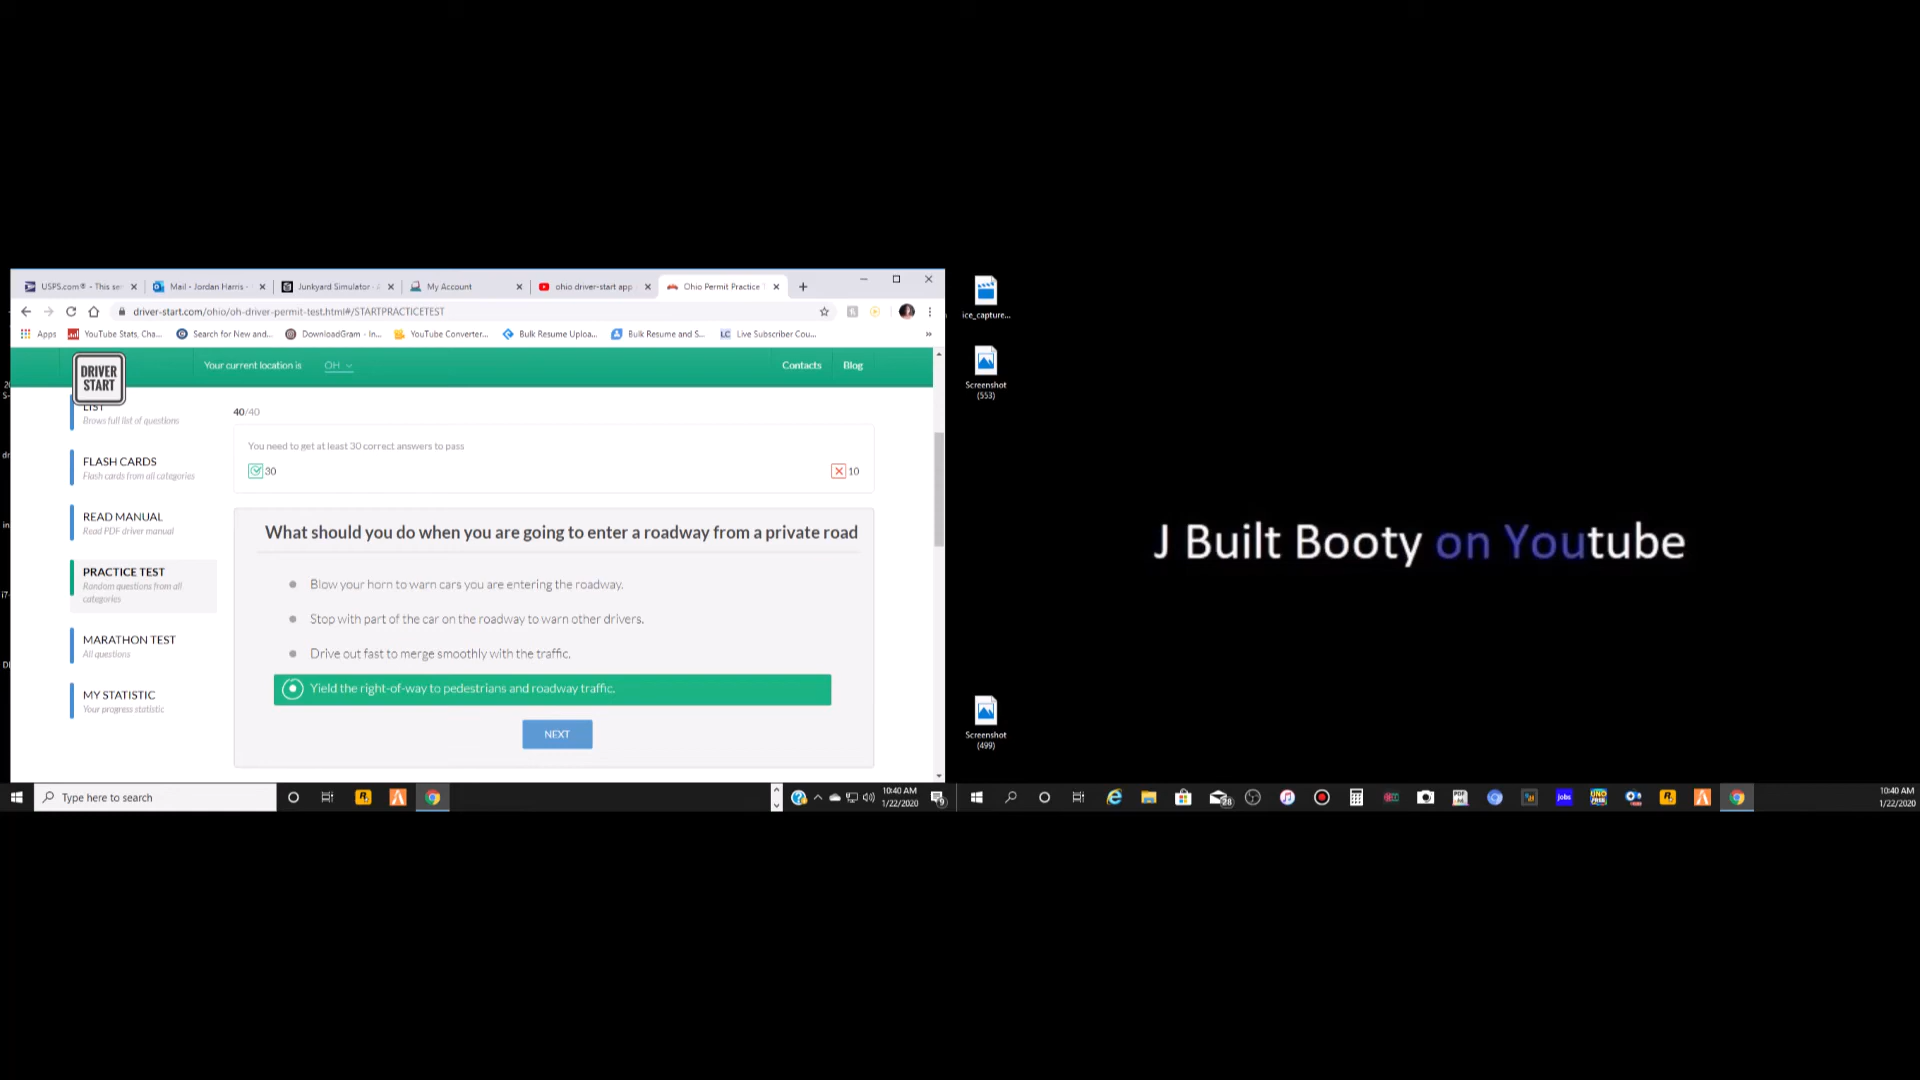 USPS.com® - This se
Mail - Jordan Harris -
Junkyard Simulator -
My Account
ohio driver-start app
Ohio Permit Practice
driver-start.com/ohio/oh-driver-permit-test.html#/STARTPRACTICETEST
Apps
YouTube Stats, Cha...
Search for New and...
DownloadGram - In...
YouTube Converter...
Bulk Resume Uploa...
Bulk Resume and S...
LC Live Subscriber Cou...
DRIVER
START
Your current location is
OH
Contacts
Blog
LIST
Brows full list of questions
FLASH CARDS
Flash cards from all categories
READ MANUAL
Read PDF driver manual
PRACTICE TEST
Random questions from all
categories
MARATHON TEST
All questions
MY STATISTIC
Your progress statistic
40/40
You need to get at least 30 correct answers to pass
30
10
What should you do when you are going to enter a roadway from a private road
Blow your horn to warn cars you are entering the roadway.
Stop with part of the car on the roadway to warn other drivers.
Drive out fast to merge smoothly with the traffic.
Yield the right-of-way to pedestrians and roadway traffic.
NEXT
Type here to search
10:40 AM
1/22/2020
ice_capture...
Screenshot
(553)
Screenshot
(499)
J Built Booty on Youtube
28
jobs
10:40 AM
1/22/2020